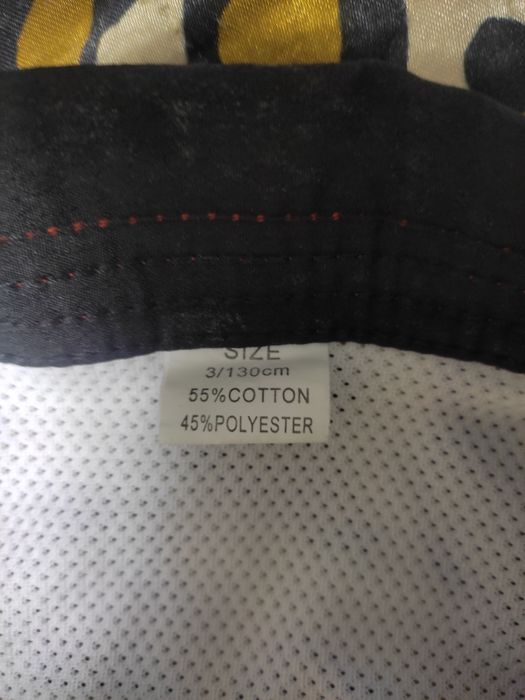 SIZE
3/130cm
55%COTTON
45%POLYESTER